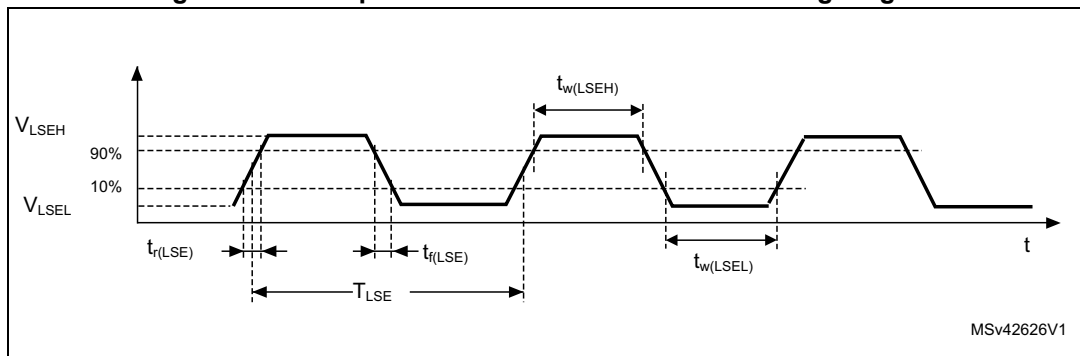 V_LSEH
90%
10%
V_LSEL
t_r(LSE)
t_f(LSE)
T_LSE
t_w(LSEH)
t_w(LSEL)
t
MSv42626V1